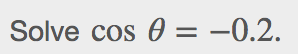 Solve cos θ = −0.2.